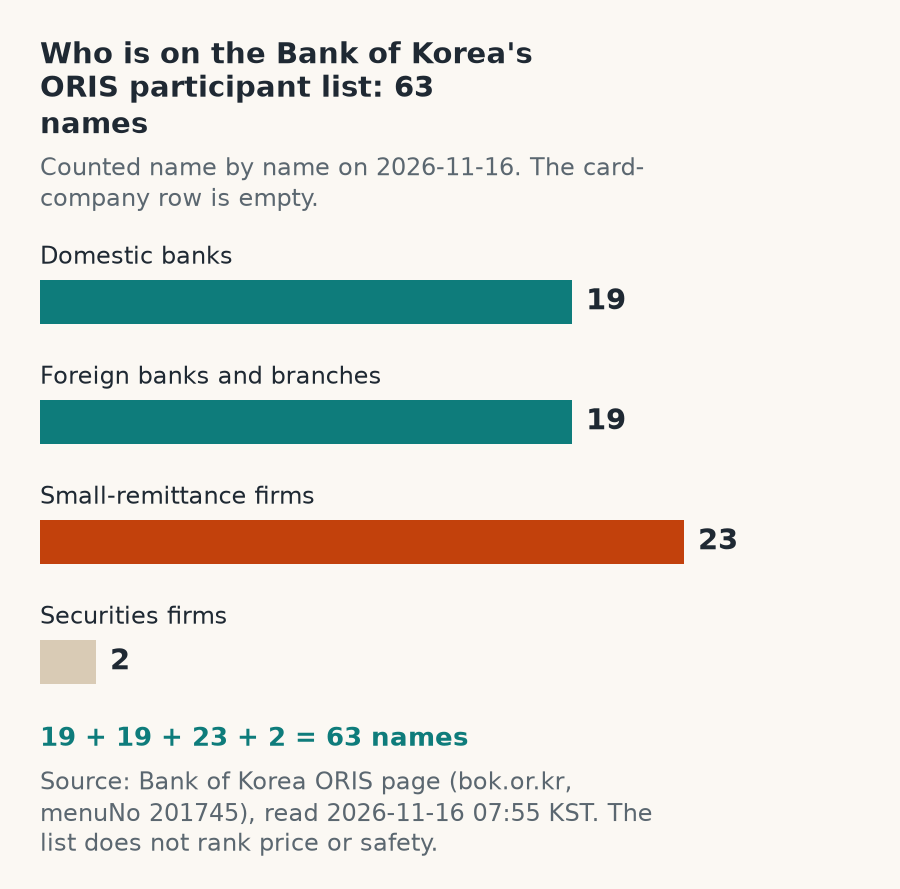 Who is on the Bank of Korea's
ORIS participant list: 63
names
Counted name by name on 2026-11-16. The card-
company row is empty.
Domestic banks
19
Foreign banks and branches
19
Small-remittance firms
23
Securities firms
2
19 + 19 + 23 + 2 = 63 names
Source: Bank of Korea ORIS page (bok.or.kr,
menuNo 201745), read 2026-11-16 07:55 KST. The
list does not rank price or safety.